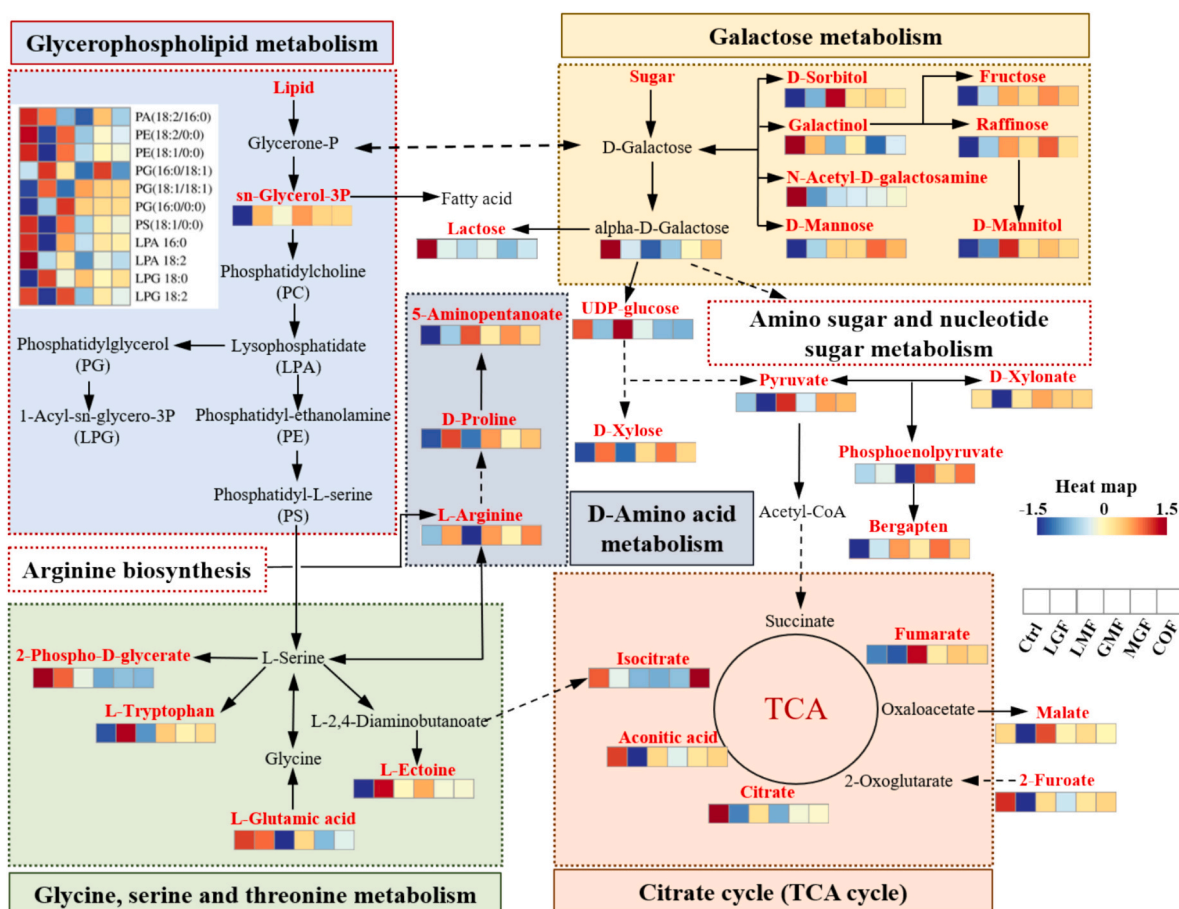 Glycerophospholipid metabolism
Lipid
Glycerone-P
sn-Glycerol-3P
Fatty acid
Phosphatidylcholine
(PC)
Phosphatidylglycerol
(PG)
Lysophosphatidate
(LPA)
1-Acyl-sn-glycero-3P
(LPG)
Phosphatidyl-ethanolamine
(PE)
Phosphatidyl-L-serine
(PS)
PA(18:2/16:0)
PE(18:2/0:0)
PE(18:1/0:0)
PG(16:0/18:1)
PG(18:1/18:1)
PG(16:0/0:0)
PS(18:1/0:0)
LPA 16:0
LPA 18:2
LPG 18:0
LPG 18:2
Galactose metabolism
Sugar
D-Galactose
alpha-D-Galactose
Lactose
D-Sorbitol
Fructose
Galactinol
Raffinose
N-Acetyl-D-galactosamine
D-Mannose
D-Mannitol
UDP-glucose
Amino sugar and nucleotide
sugar metabolism
Pyruvate
D-Xylonate
D-Xylose
Phosphoenolpyruvate
Bergapten
Acetyl-CoA
5-Aminopentanoate
D-Proline
L-Arginine
D-Amino acid
metabolism
Arginine biosynthesis
Heat map
-1.5
0
1.5
Ctrl
LGF
LMF
GMF
MGF
COF
2-Phospho-D-glycerate
L-Serine
L-Tryptophan
L-2,4-Diaminobutanoate
Glycine
L-Ectoine
L-Glutamic acid
Glycine, serine and threonine metabolism
Succinate
Fumarate
Isocitrate
TCA
Oxaloacetate
Malate
Aconitic acid
2-Oxoglutarate
2-Furoate
Citrate
Citrate cycle (TCA cycle)